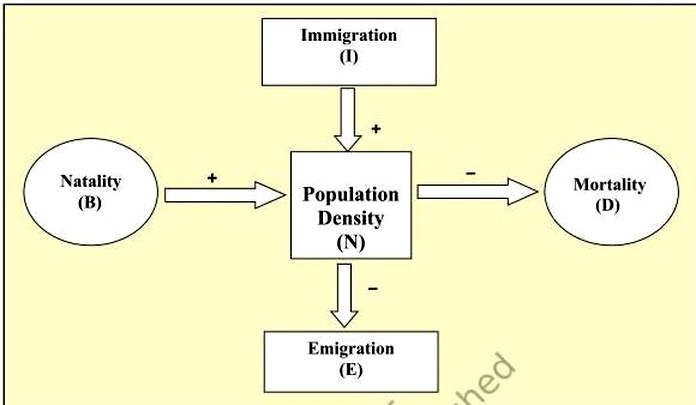 Immigration
(I)
+
Natality
(B)
+
Population
Density
(N)
–
Mortality
(D)
–
Emigration
(E)